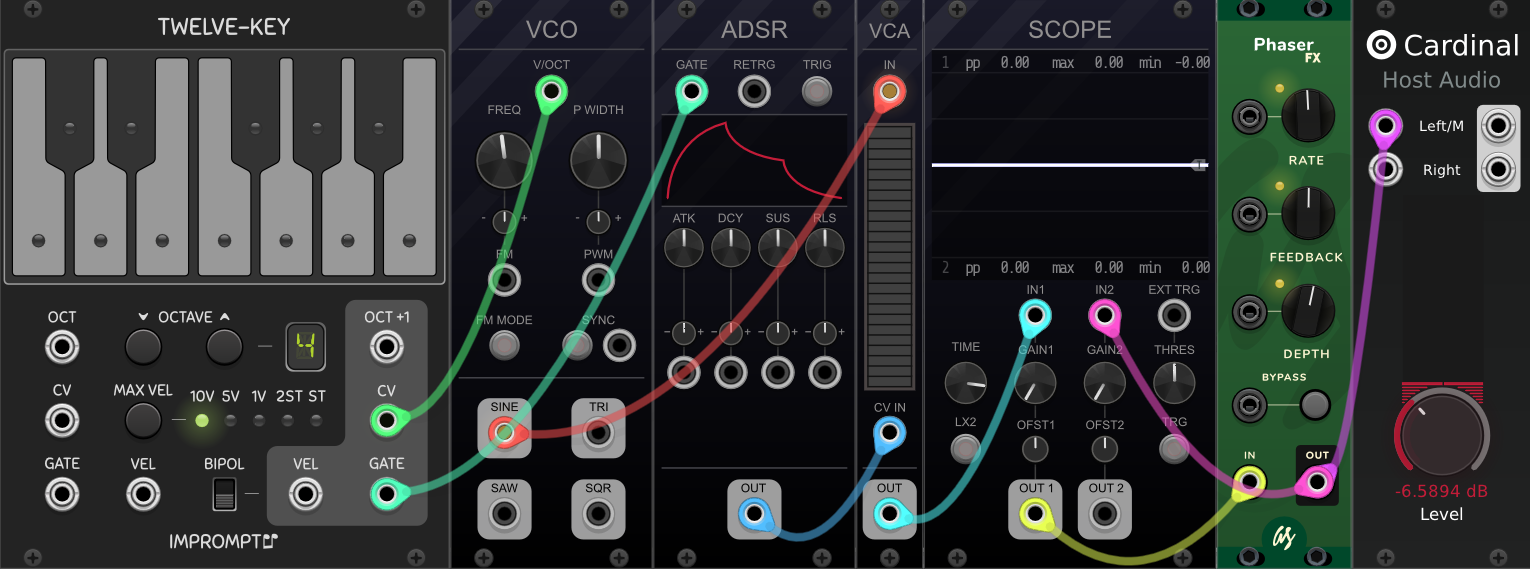 TWELVE-KEY
OCT
OCTAVE
4
OCT +1
CV
MAX VEL
10V 5V 1V 2ST ST
CV
GATE
VEL
BIPOL
VEL
GATE
IMPROMPT
VCO
V/OCT
FREQ
P WIDTH
- +
- +
FM
PWM
FM MODE
SYNC
SINE
TRI
SAW
SQR
ADSR
GATE
RETRG
TRIG
ATK
DCY
SUS
RLS
OUT
VCA
IN
CV IN
OUT
SCOPE
1 pp 0.00 max 0.00 min -0.00
2 pp 0.00 max 0.00 min 0.00
IN1
IN2
EXT TRG
TIME
GAIN1
GAIN2
THRES
LX2
OFST1
OFST2
TRG
OUT 1
OUT 2
Phaser
FX
RATE
FEEDBACK
DEPTH
BYPASS
IN
OUT
as
Cardinal
Host Audio
Left/M
Right
-6.5894 dB
Level